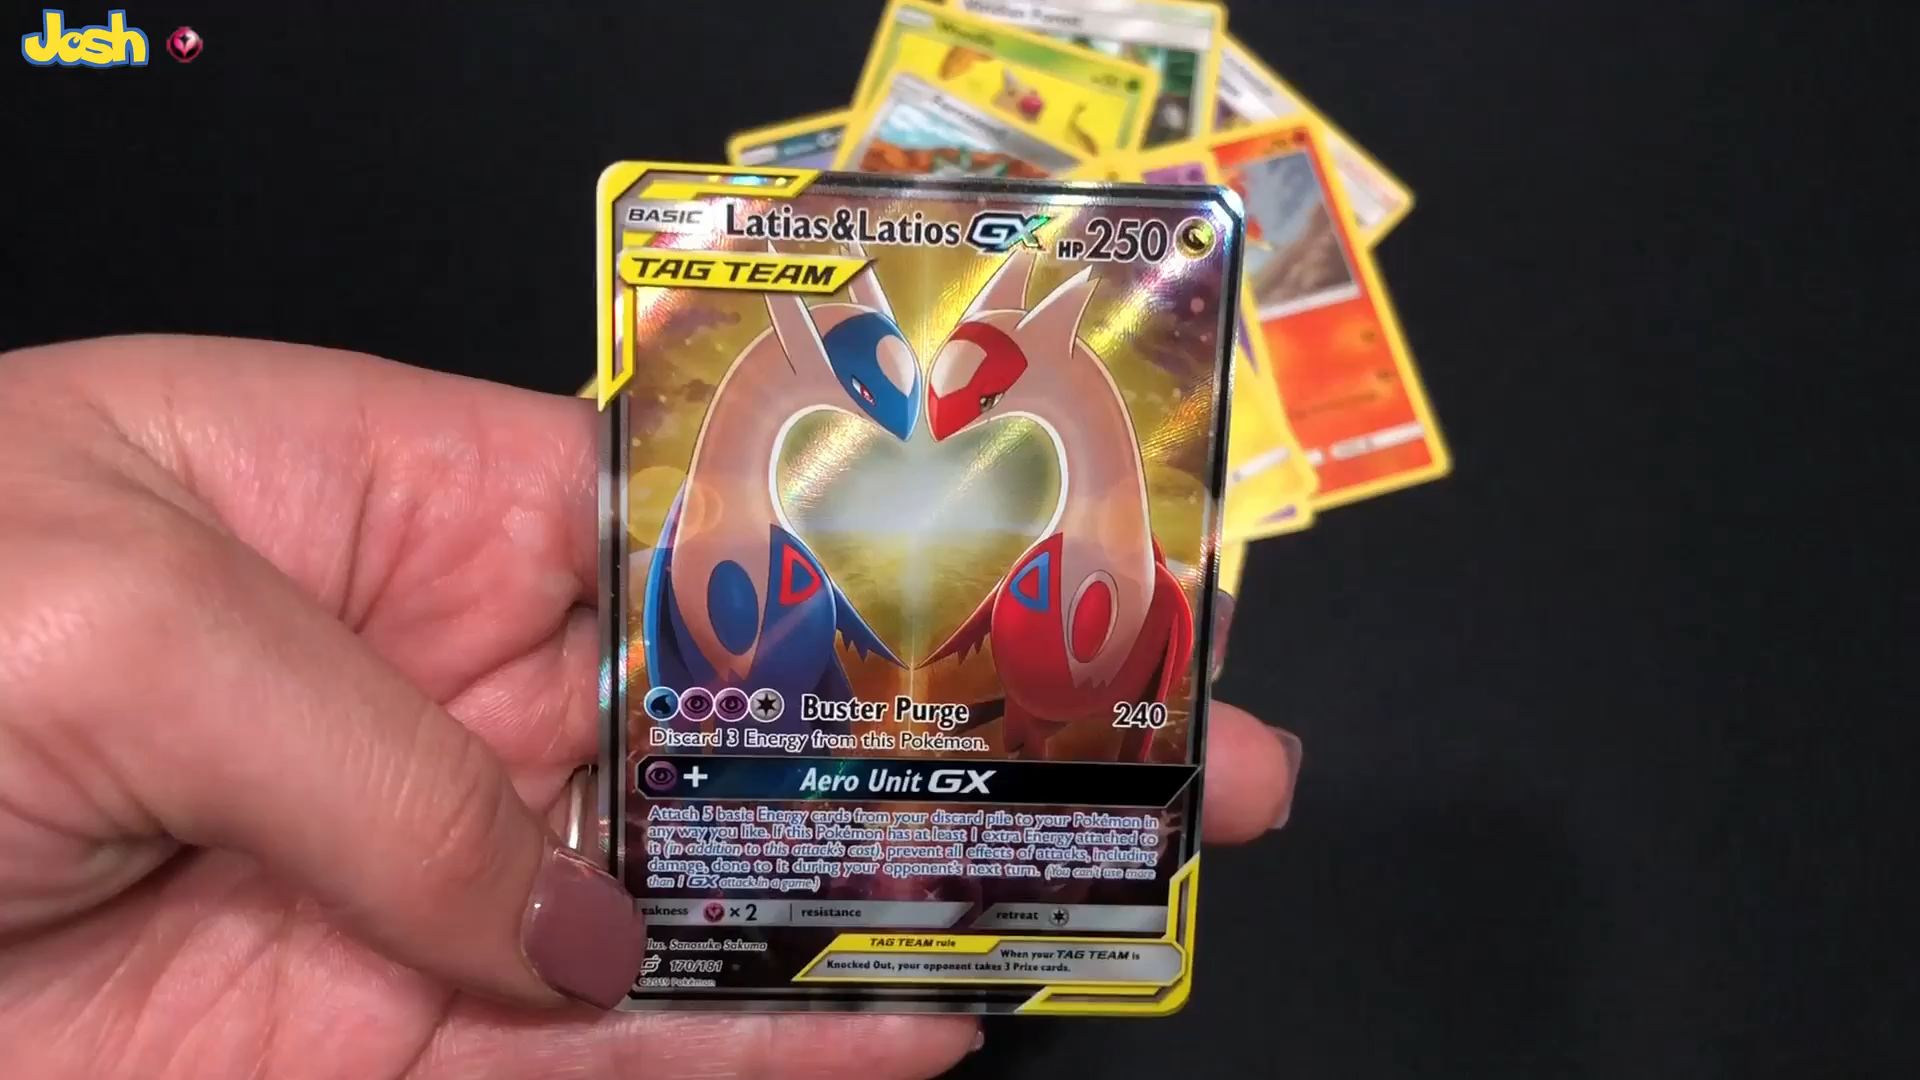 Josh
BASIC Latias&Latios GX HP 250
TAG TEAM
Buster Purge 240
Discard 3 Energy from this Pokémon.
+ Aero Unit GX
Attach 5 basic Energy cards from your discard pile to your Pokémon in
any way you like. If this Pokémon has at least 1 extra Energy attached to
it (in addition to this attack's cost), prevent all effects of attacks, including
damage, done to it during your opponent's next turn. (You can't use more
than 1 GX attack in a game.)
eakness ×2 resistance retreat
llus. Sanosuke Sakuma
170/181
©2019 Pokémon
TAG TEAM rule
When your TAG TEAM is
Knocked Out, your opponent takes 3 Prize cards.